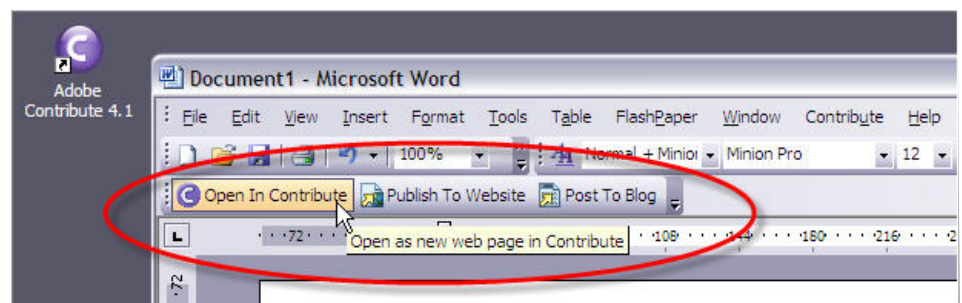 Adobe
Contribute 4.1
Document1 - Microsoft Word
File Edit View Insert Format Tools Table FlashPaper Window Contribute Help
100% Normal + Minior Minion Pro 12
Open In Contribute Publish To Website Post To Blog
L 72 108 144 180 216 2
Open as new web page in Contribute
72